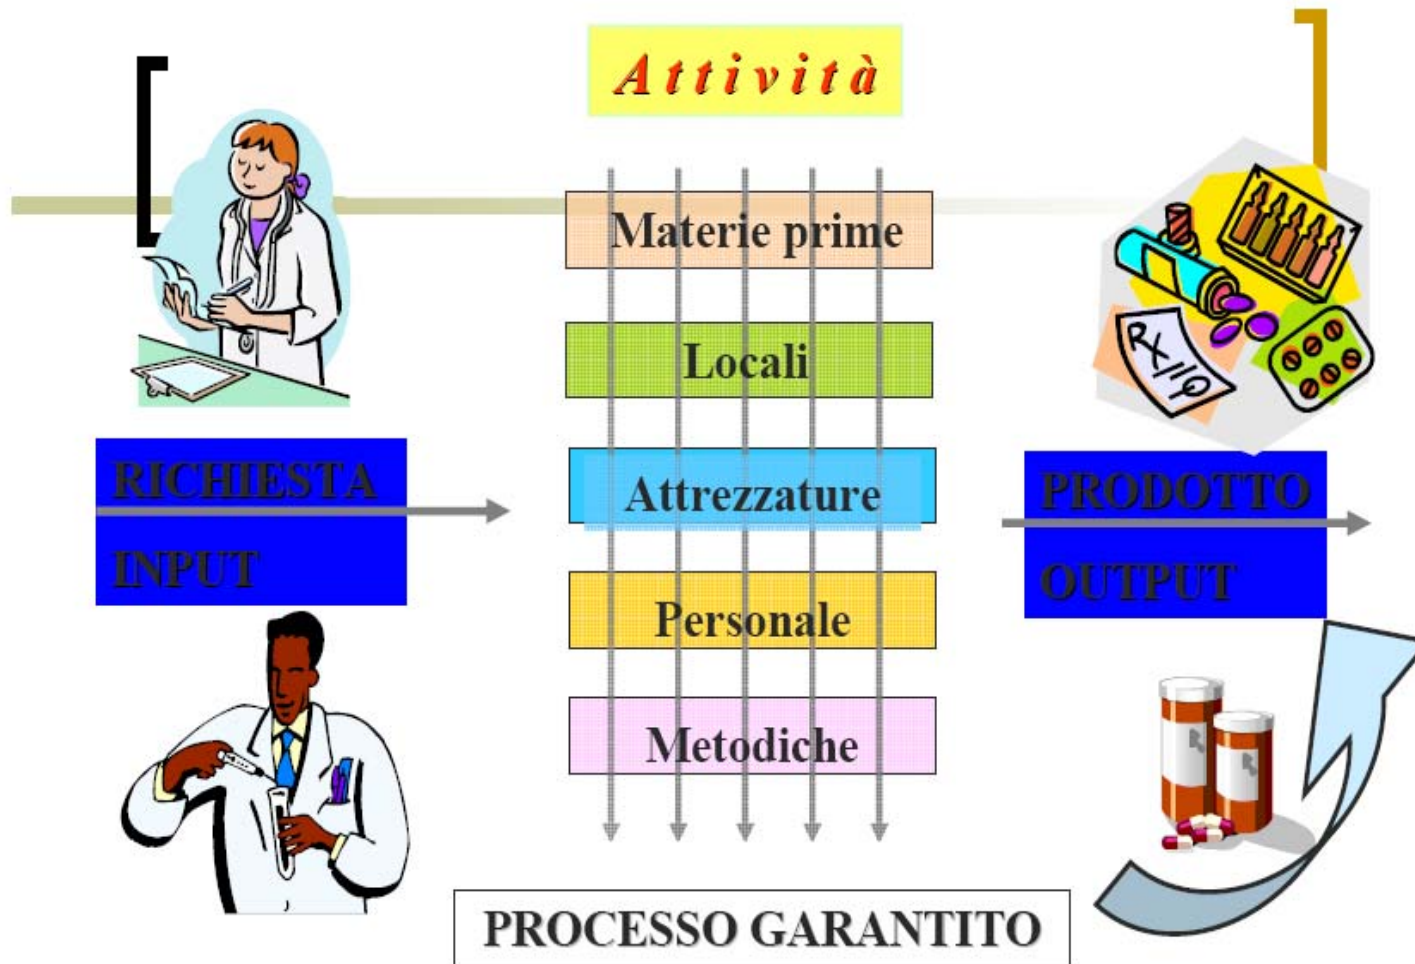 Attività
Materie prime
Locali
RICHIESTA
INPUT
Attrezzature
PRODOTTO
OUTPUT
Personale
Metodiche
PROCESSO GARANTITO